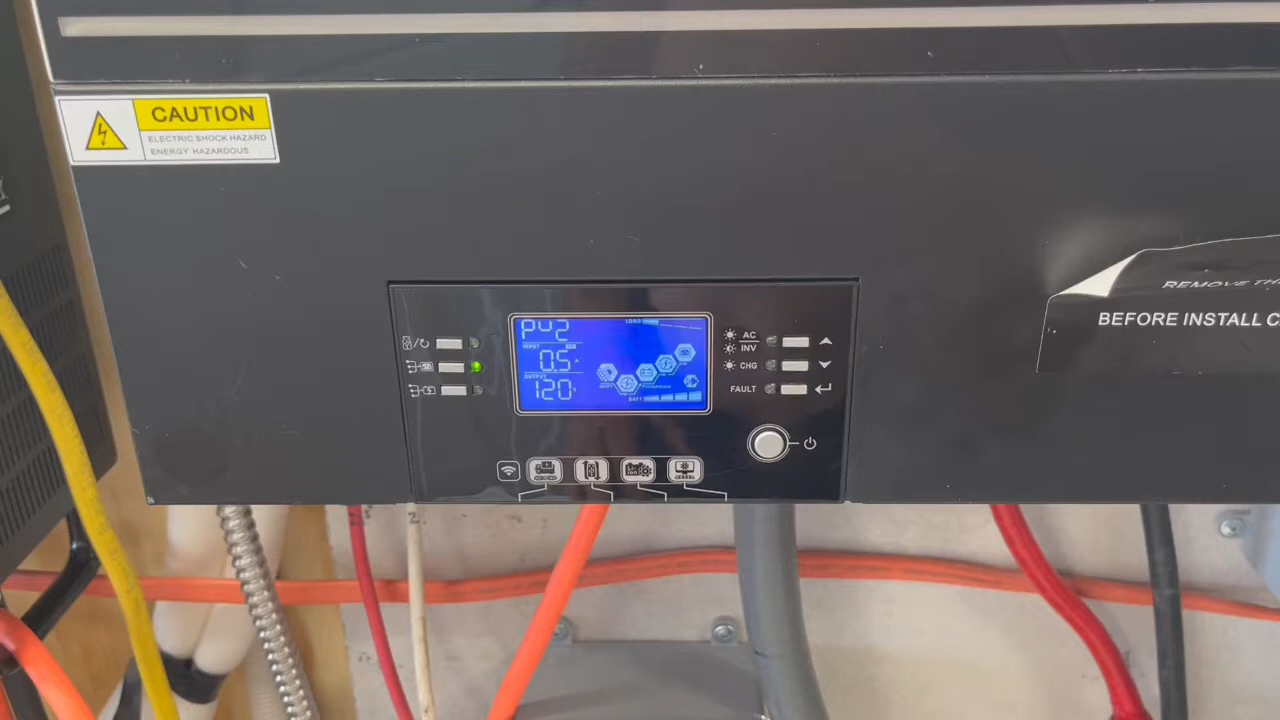 CAUTION
ELECTRIC SHOCK HAZARD
ENERGY HAZARDOUS
REMOVE
BEFORE INSTALL
PV2
LOAD
INPUT
0.5 A
OUTPUT
120
BATT
AC
INV
CHG
FAULT